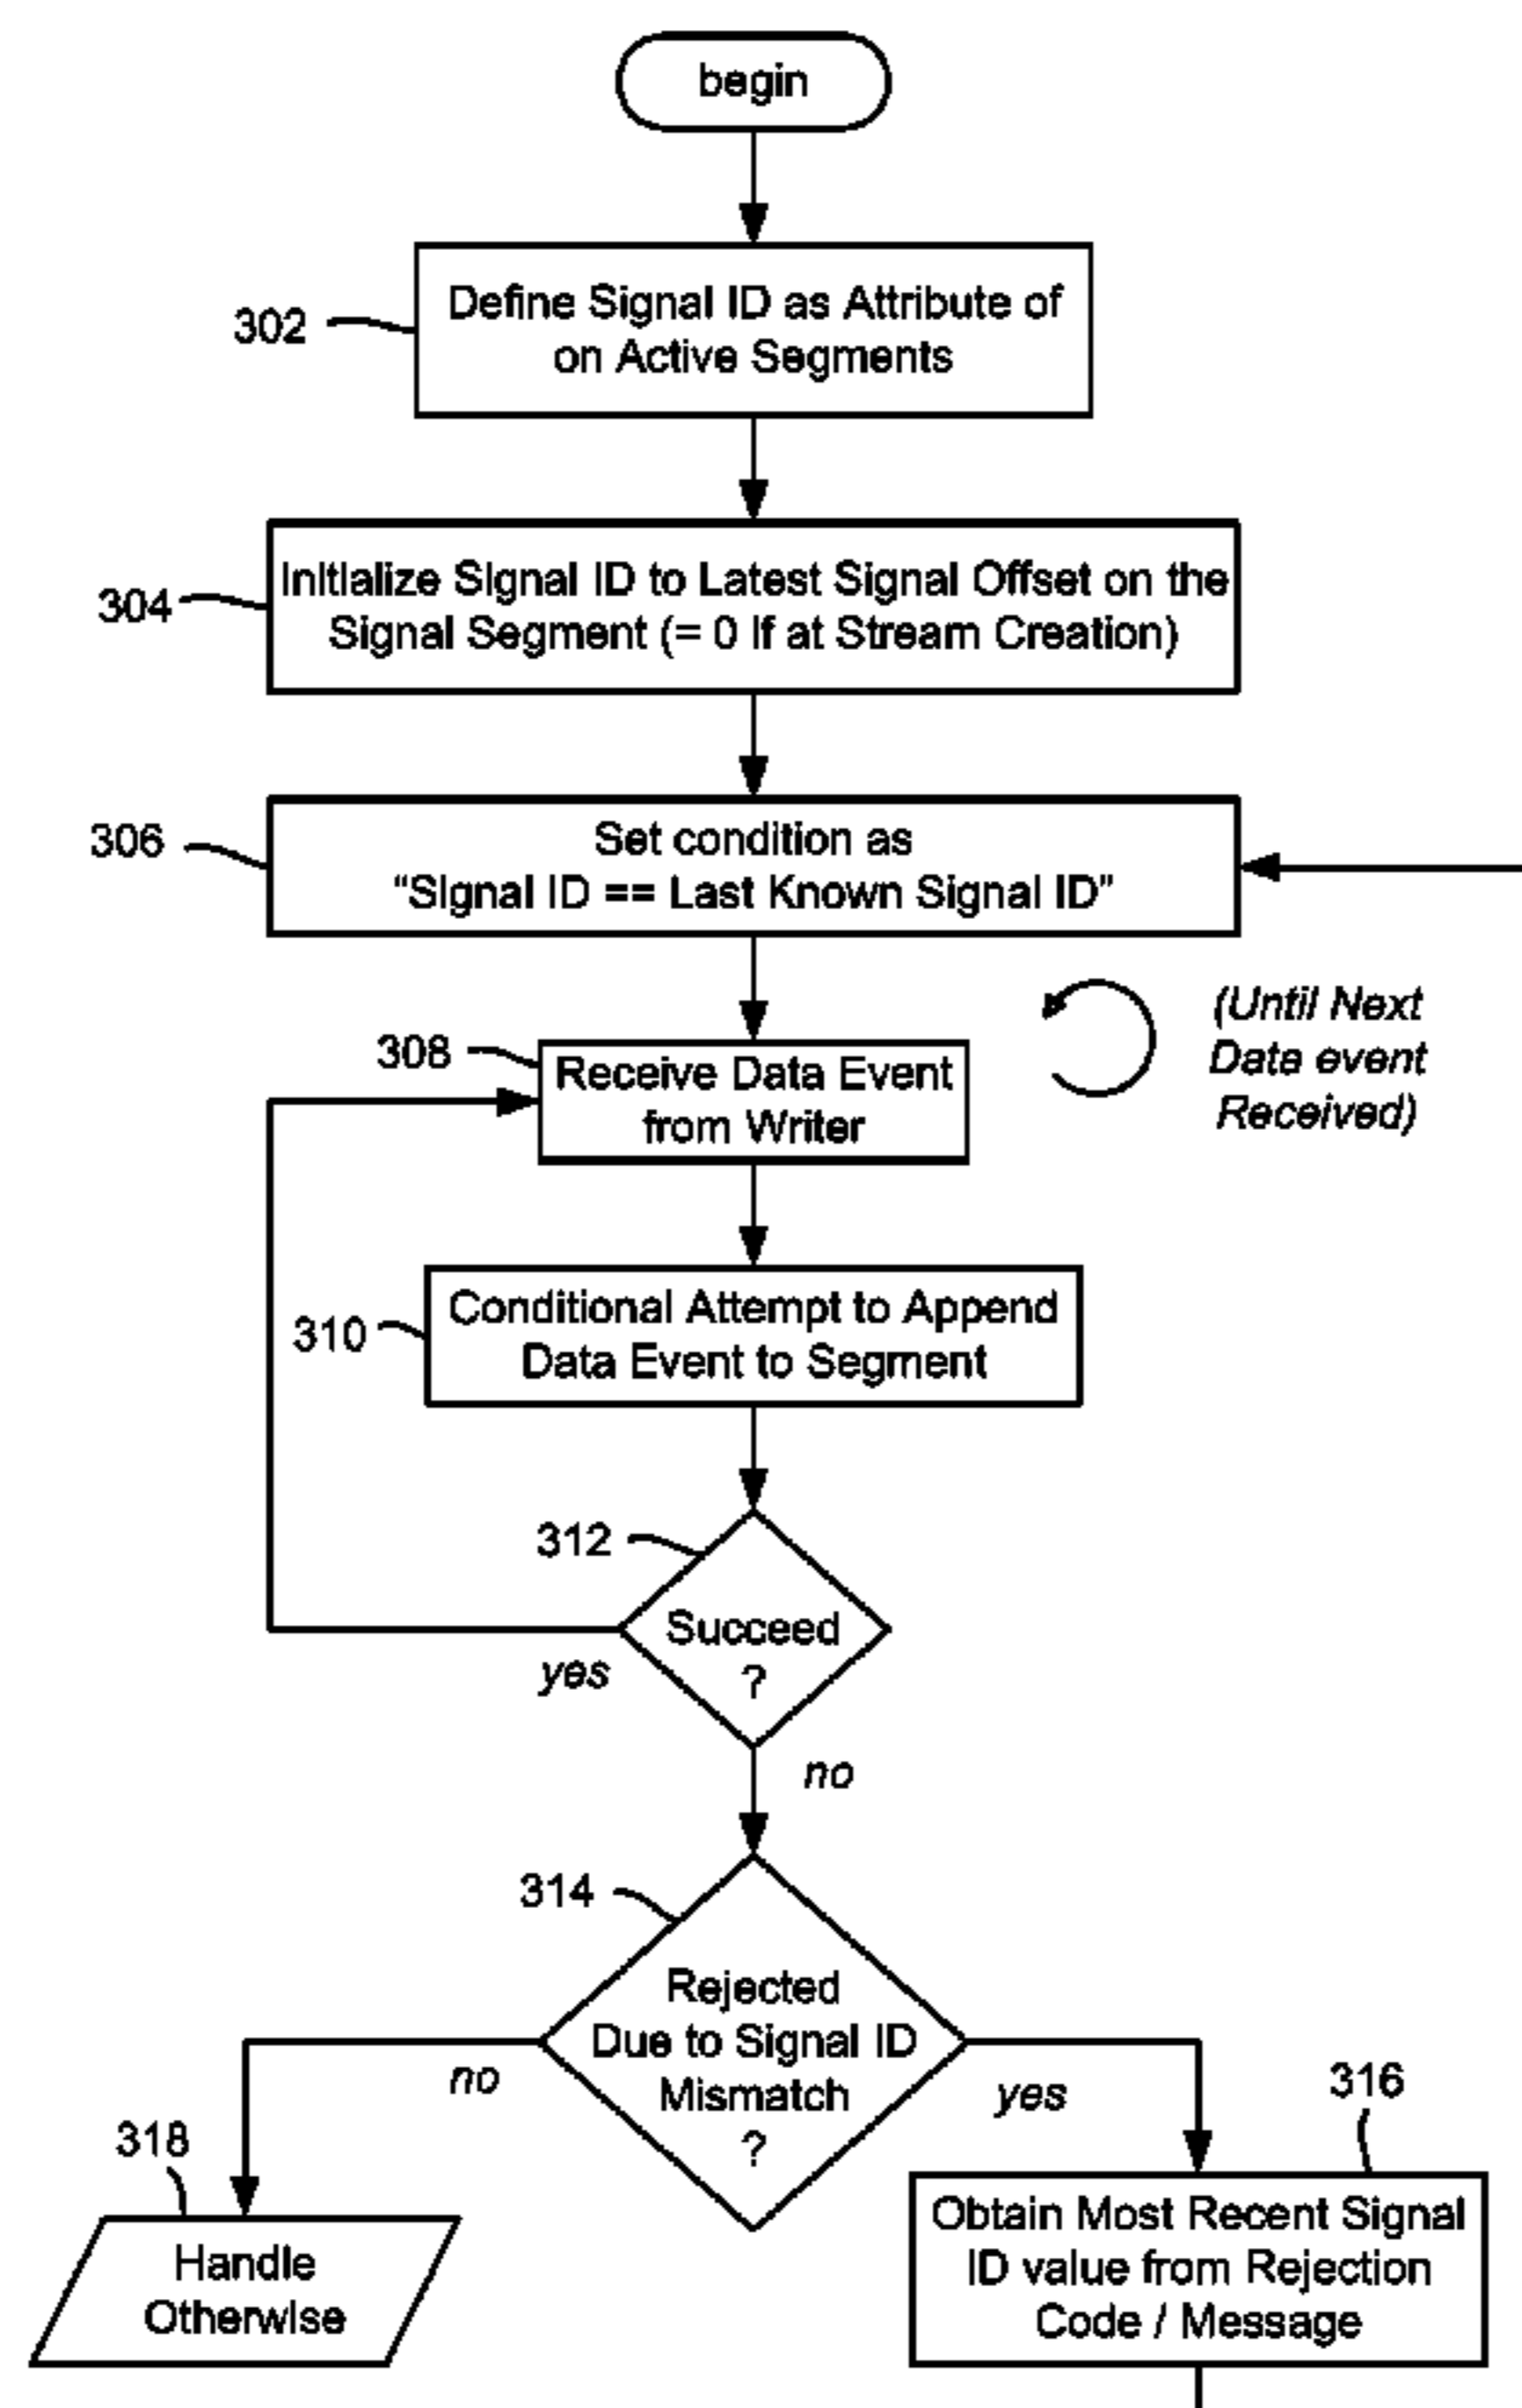 begin
302
Define Signal ID as Attribute of
on Active Segments
304
Initialize Signal ID to Latest Signal Offset on the
Signal Segment (= 0 If at Stream Creation)
306
Set condition as
“Signal ID == Last Known Signal ID”
(Until Next
Data event
Received)
308
Receive Data Event
from Writer
310
Conditional Attempt to Append
Data Event to Segment
312
Succeed
?
yes
no
314
Rejected
Due to Signal ID
Mismatch
?
no
yes
316
318
Obtain Most Recent Signal
ID value from Rejection
Code / Message
Handle
Otherwise